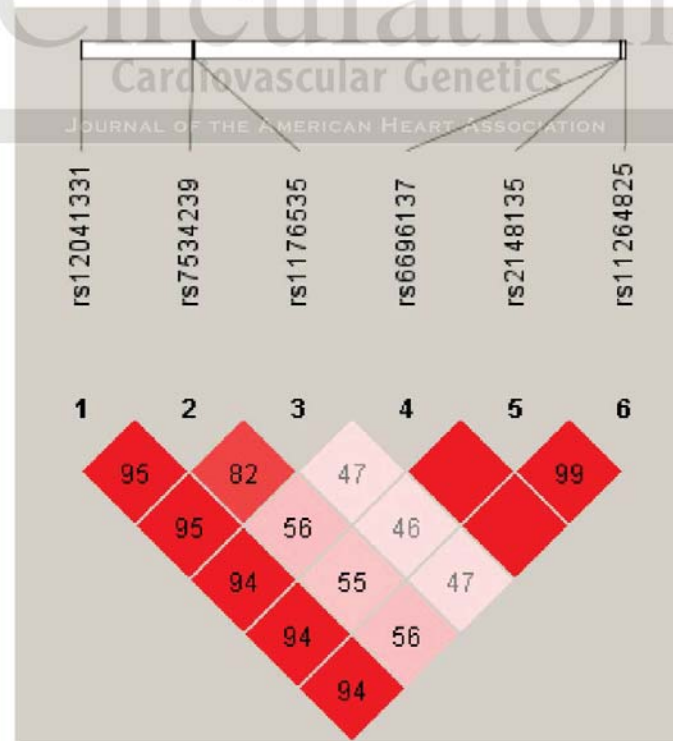 Circulation
Cardiovascular Genetics
JOURNAL OF THE AMERICAN HEART ASSOCIATION
rs12041331 rs7534239 rs1176535 rs6696137 rs2148135 rs11264825
1 2 3 4 5 6
95 82 47 99
95 56 46
94 55 47
94 56
94